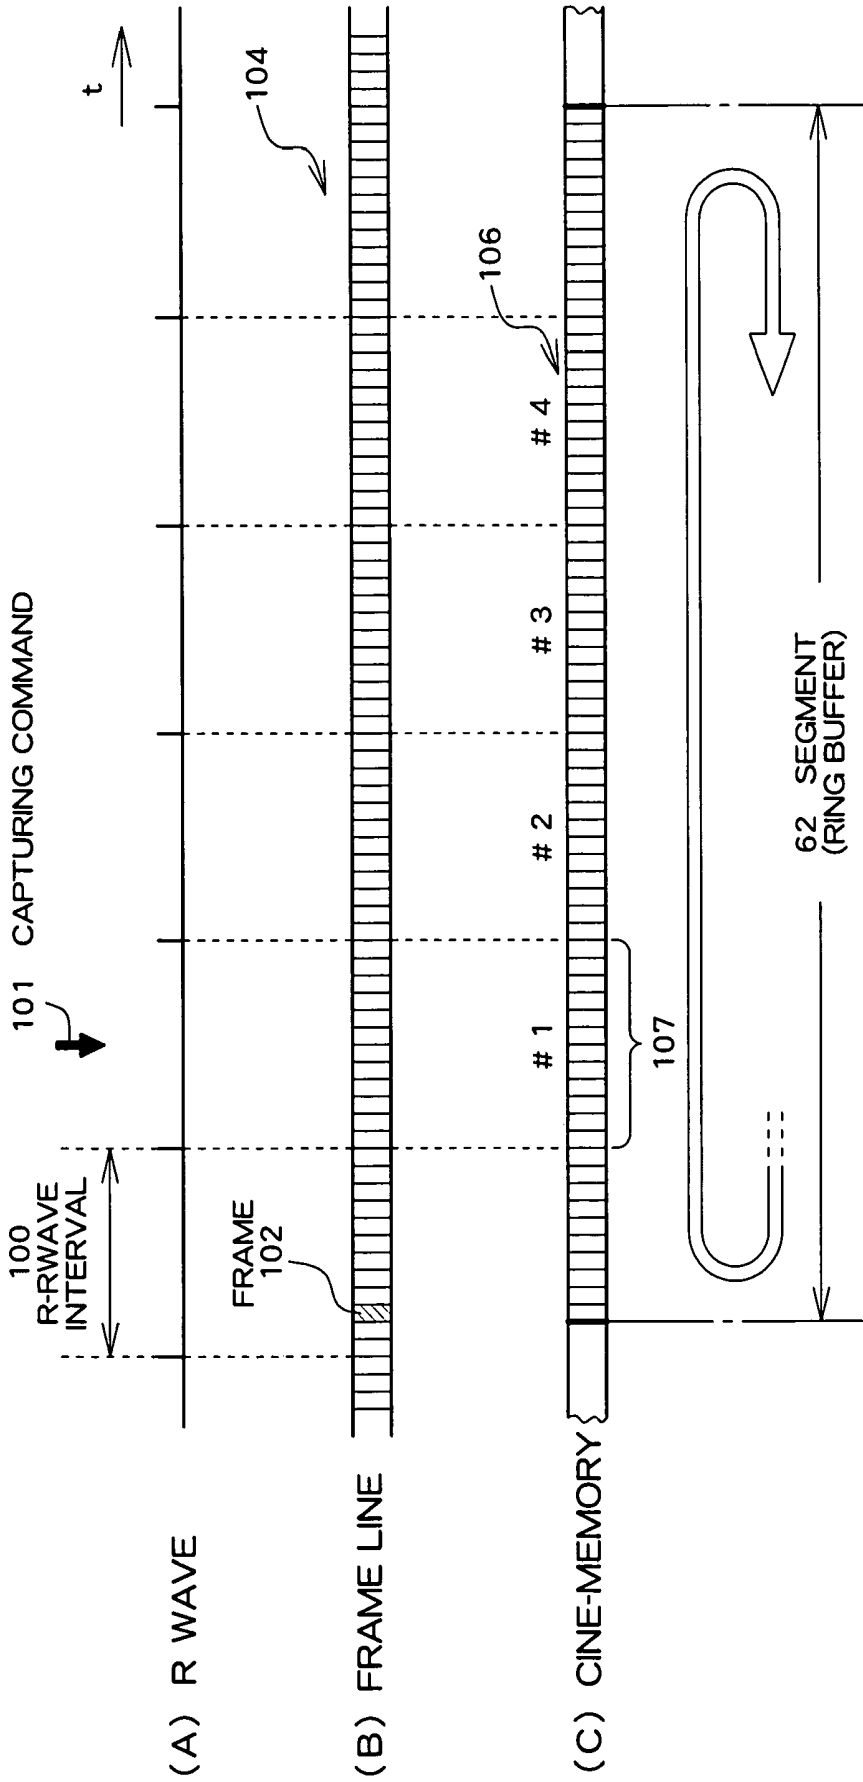 101 CAPTURING COMMAND
100
R-RWAVE
INTERVAL
t
(A) R WAVE
FRAME
102
104
(B) FRAME LINE
106
#1
#2
#3
#4
(C) CINE-MEMORY
107
62 SEGMENT
(RING BUFFER)